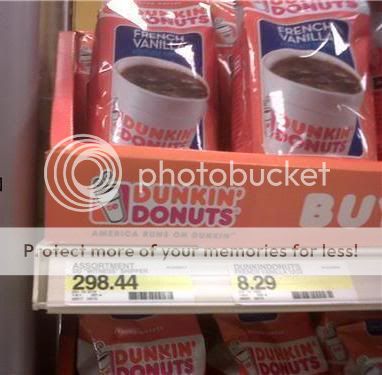 DUNKIN'
DONUTS
FRENCH
VANILLA
DUNKIN'
DONUTS
DUNKIN'
DONUTS
FRENCH
VANILLA
DUNKIN'
DONUTS
photobucket
DUNKIN'
DONUTS
AMERICA RUNS ON DUNKIN'
BU
Protect more of your memories for less!
ASSORTMENT
298.44
8.29
DUNKIN'
DONUTS
DUNKIN'
DONUTS